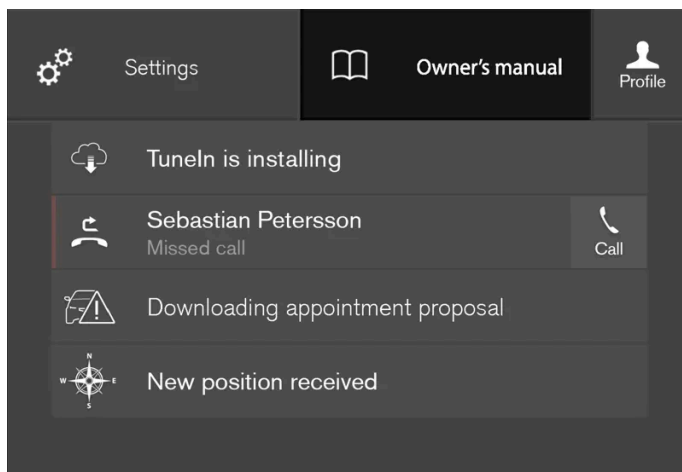 Settings
Owner's manual
Profile
TuneIn is installing
Sebastian Petersson
Missed call
Call
Downloading appointment proposal
N
W E
S
New position received